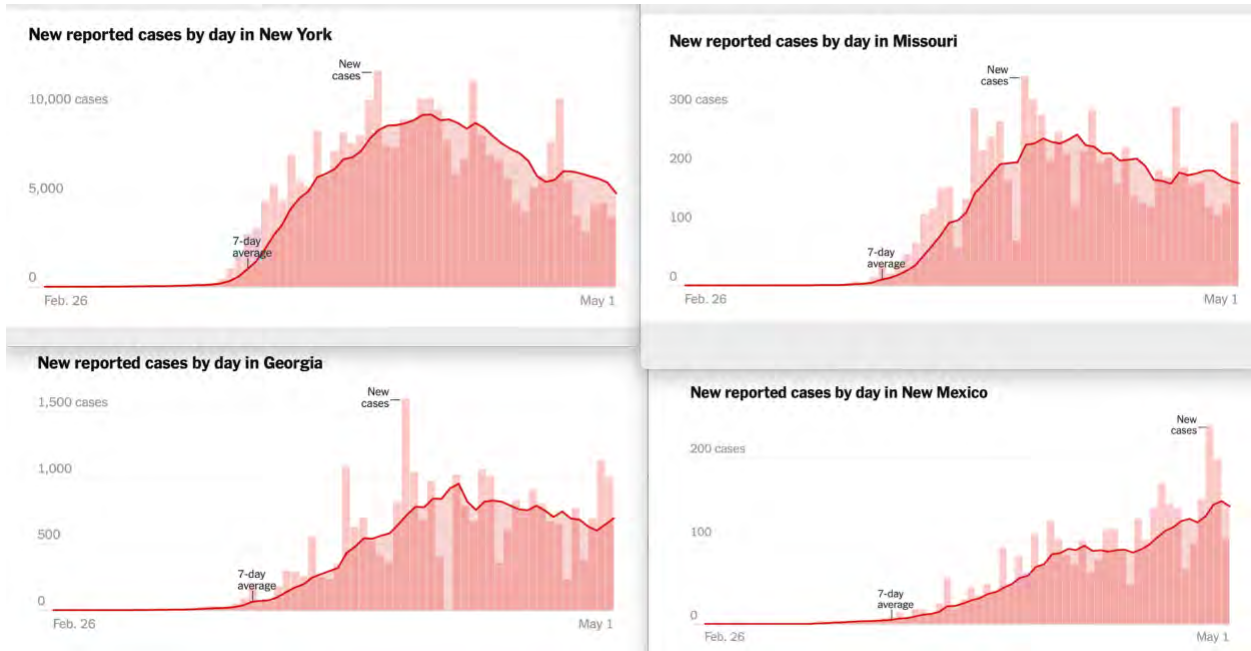 New reported cases by day in New York
New
cases
10,000 cases
5,000
7-day
average
0
Feb. 26
May 1
New reported cases by day in Missouri
New
cases
300 cases
200
100
7-day
average
0
Feb. 26
May 1
New reported cases by day in Georgia
New
cases
1,500 cases
1,000
500
7-day
average
0
Feb. 26
May 1
New reported cases by day in New Mexico
New
cases
200 cases
100
7-day
average
0
Feb. 26
May 1